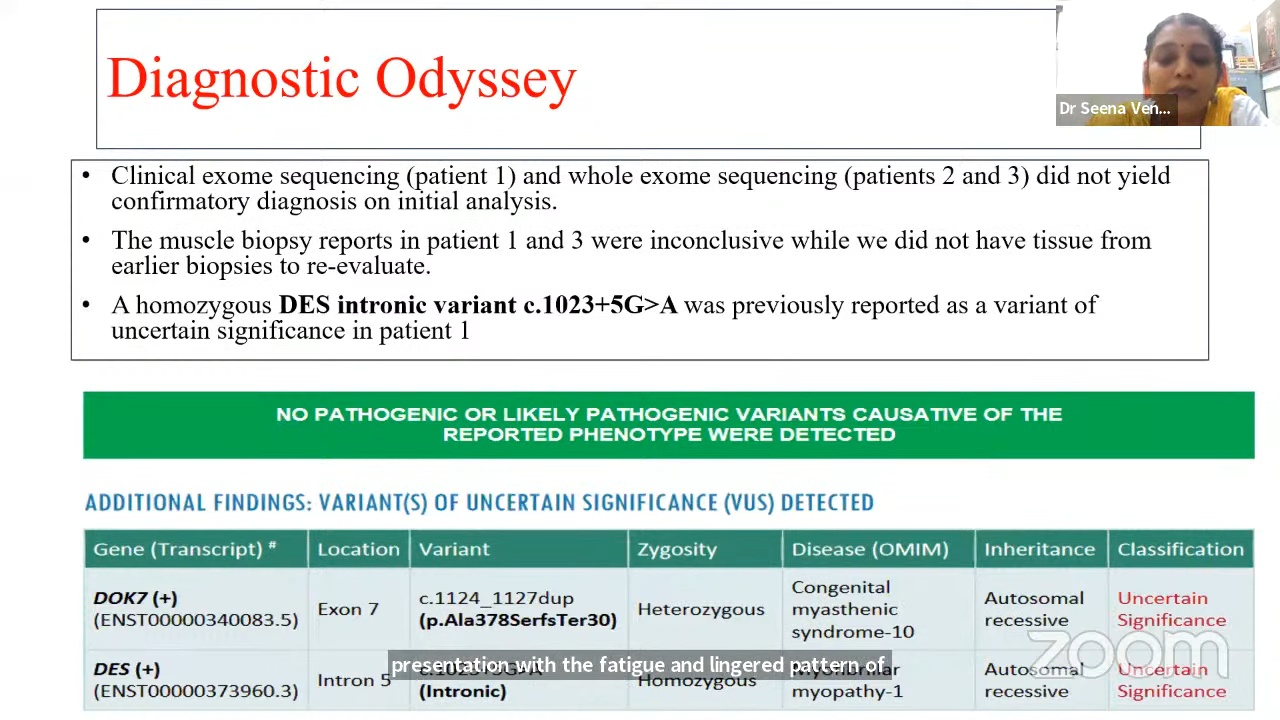 Diagnostic Odyssey
Dr Seena Ven...
• Clinical exome sequencing (patient 1) and whole exome sequencing (patients 2 and 3) did not yield
confirmatory diagnosis on initial analysis.
• The muscle biopsy reports in patient 1 and 3 were inconclusive while we did not have tissue from
earlier biopsies to re-evaluate.
• A homozygous DES intronic variant c.1023+5G>A was previously reported as a variant of
uncertain significance in patient 1
NO PATHOGENIC OR LIKELY PATHOGENIC VARIANTS CAUSATIVE OF THE
REPORTED PHENOTYPE WERE DETECTED
ADDITIONAL FINDINGS: VARIANT(S) OF UNCERTAIN SIGNIFICANCE (VUS) DETECTED
Gene (Transcript) # Location Variant Zygosity Disease (OMIM) Inheritance Classification
DOK7 (+)
(ENST00000340083.5)
Exon 7
c.1124_1127dup
(p.Ala378SerfsTer30)
Heterozygous
Congenital
myasthenic
syndrome-10
Autosomal
recessive
Uncertain
Significance
DES (+)
(ENST00000373960.3)
Intron 5
(Intronic)
Homozygous
myopathy-1
Autosomal
recessive
Uncertain
Significance
presentation with the fatigue and lingered pattern of
zoom